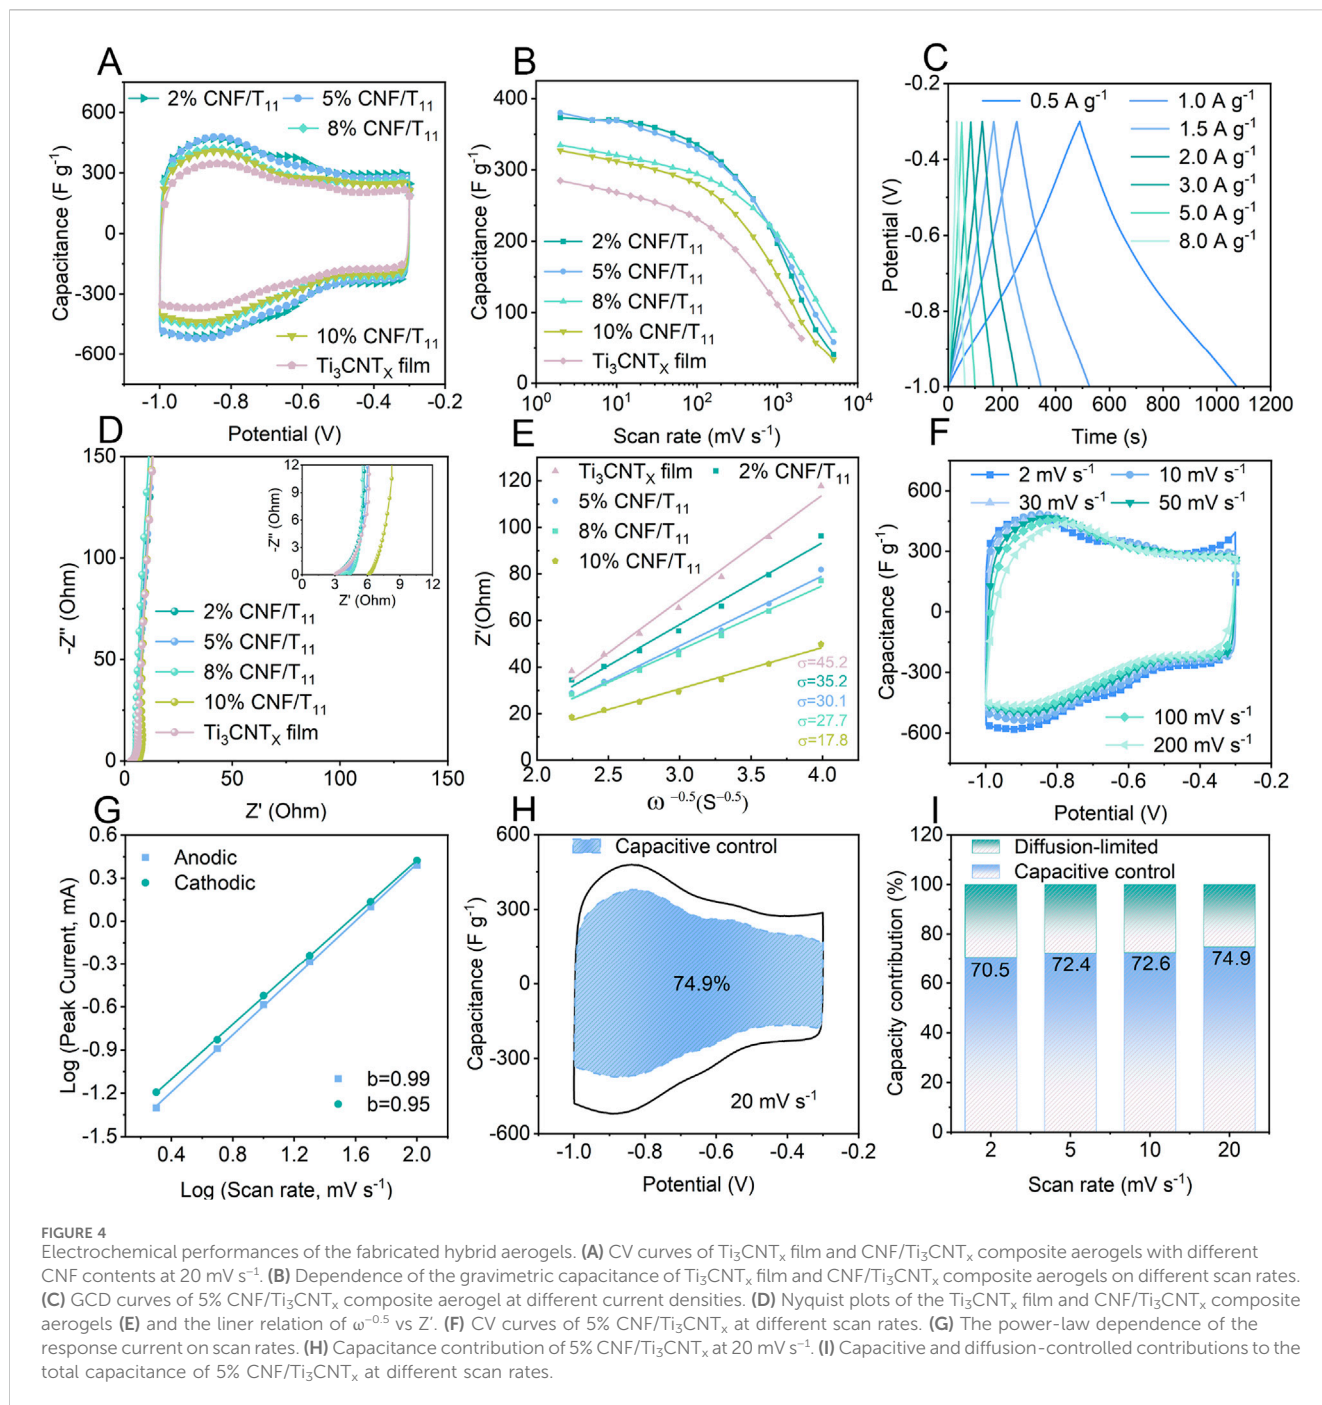 A
2% CNF/T11
5% CNF/T11
8% CNF/T11
10% CNF/T11
Ti3CNTX film
Capacitance (F g-1)
600
300
0
-300
-600
-1.0
-0.8
-0.6
-0.4
-0.2
Potential (V)
B
400
300
200
100
0
2% CNF/T11
5% CNF/T11
8% CNF/T11
10% CNF/T11
Ti3CNTX film
Capacitance (F g-1)
10^0
10^1
10^2
10^3
10^4
Scan rate (mV s-1)
C
-0.2
-0.4
-0.6
-0.8
-1.0
0.5 A g-1
1.0 A g-1
1.5 A g-1
2.0 A g-1
3.0 A g-1
5.0 A g-1
8.0 A g-1
Potential (V)
0
200
400
600
800
1000
1200
Time (s)
D
150
100
50
0
-Z'' (Ohm)
12
9
6
3
0
-Z'' (Ohm)
0
3
6
9
12
Z' (Ohm)
2% CNF/T11
5% CNF/T11
8% CNF/T11
10% CNF/T11
Ti3CNTX film
0
50
100
150
Z' (Ohm)
E
120
100
80
60
40
20
0
Z'(Ohm)
Ti3CNTX film
2% CNF/T11
5% CNF/T11
8% CNF/T11
10% CNF/T11
σ=45.2
σ=35.2
σ=30.1
σ=27.7
σ=17.8
2.0
2.5
3.0
3.5
4.0
ω -0.5(S-0.5)
F
2 mV s-1
10 mV s-1
30 mV s-1
50 mV s-1
100 mV s-1
200 mV s-1
600
300
0
-300
-600
Capacitance (F g-1)
-1.0
-0.8
-0.6
-0.4
-0.2
Potential (V)
G
0.6
0.3
0.0
-0.3
-0.6
-0.9
-1.2
-1.5
Log (Peak Current, mA)
Anodic
Cathodic
b=0.99
b=0.95
0.4
0.8
1.2
1.6
2.0
Log (Scan rate, mV s-1)
H
600
300
0
-300
-600
Capacitance (F g-1)
Capacitive control
74.9%
20 mV s-1
-1.0
-0.8
-0.6
-0.4
-0.2
Potential (V)
I
120
100
80
60
40
20
0
Capacity contribution (%)
Diffusion-limited
Capacitive control
70.5
72.4
72.6
74.9
2
5
10
20
Scan rate (mV s-1)
FIGURE 4
Electrochemical performances of the fabricated hybrid aerogels. (A) CV curves of Ti3CNTx film and CNF/Ti3CNTx composite aerogels with different
CNF contents at 20 mV s−1. (B) Dependence of the gravimetric capacitance of Ti3CNTx film and CNF/Ti3CNTx composite aerogels on different scan rates.
(C) GCD curves of 5% CNF/Ti3CNTx composite aerogel at different current densities. (D) Nyquist plots of the Ti3CNTx film and CNF/Ti3CNTx composite
aerogels (E) and the liner relation of ω−0.5 vs Z’. (F) CV curves of 5% CNF/Ti3CNTx at different scan rates. (G) The power-law dependence of the
response current on scan rates. (H) Capacitance contribution of 5% CNF/Ti3CNTx at 20 mV s−1. (I) Capacitive and diffusion-controlled contributions to the
total capacitance of 5% CNF/Ti3CNTx at different scan rates.